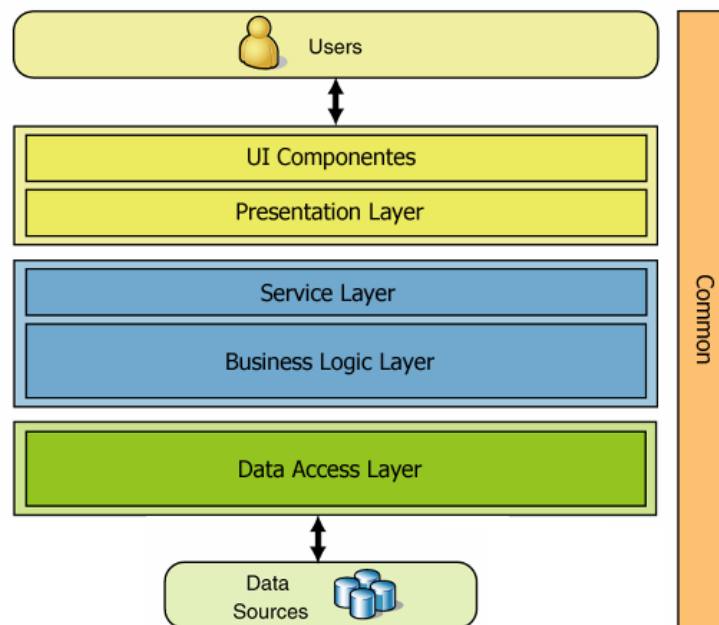 Users
UI Componentes
Presentation Layer
Service Layer
Business Logic Layer
Data Access Layer
Data
Sources
Common